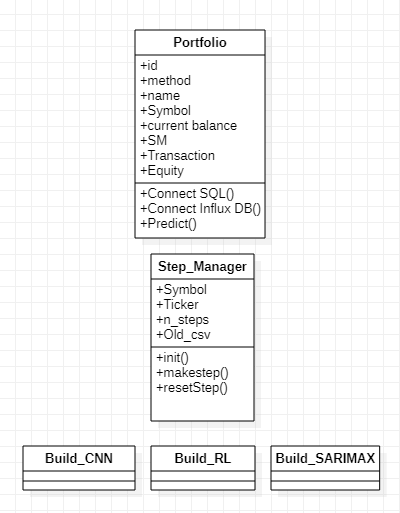 Portfolio
+id
+method
+name
+Symbol
+current balance
+SM
+Transaction
+Equity
+Connect SQL()
+Connect Influx DB()
+Predict()
Step_Manager
+Symbol
+Ticker
+n_steps
+Old_csv
+init()
+makestep()
+resetStep()
Build_CNN
Build_RL
Build_SARIMAX